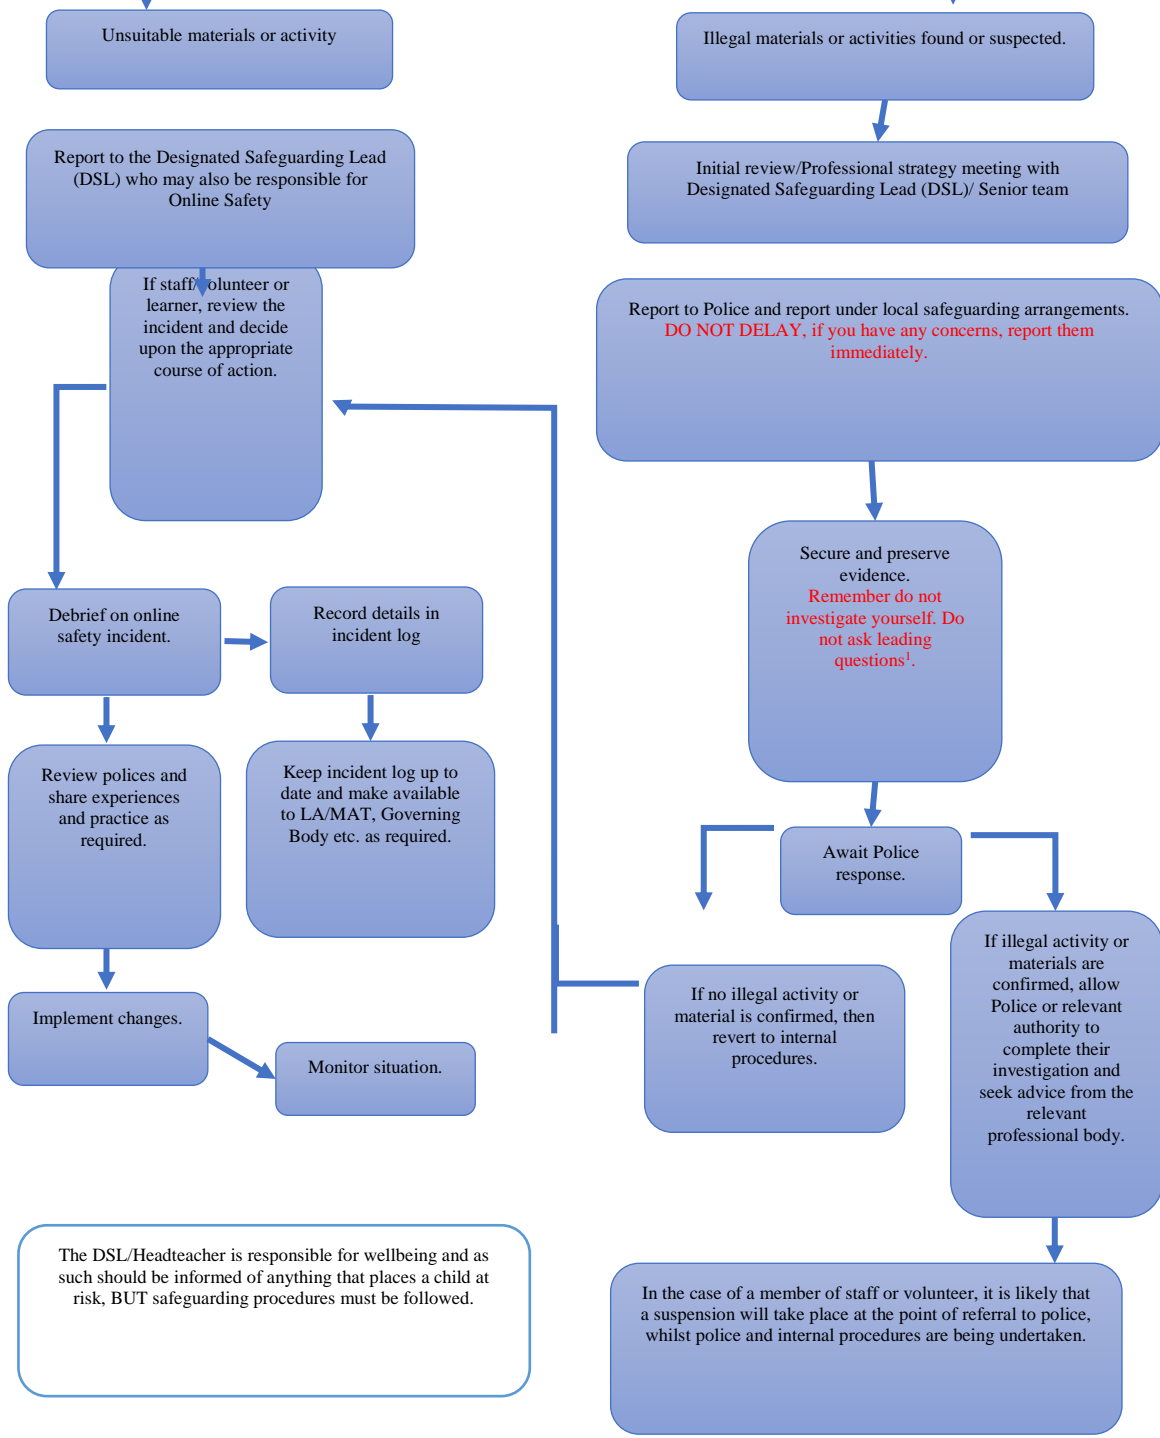 Unsuitable materials or activity
Report to the Designated Safeguarding Lead
(DSL) who may also be responsible for
Online Safety
If staff/volunteer or
learner, review the
incident and decide
upon the appropriate
course of action.
Debrief on online
safety incident.
Record details in
incident log
Review polices and
share experiences
and practice as
required.
Keep incident log up to
date and make available
to LA/MAT, Governing
Body etc. as required.
Implement changes.
Monitor situation.
The DSL/Headteacher is responsible for wellbeing and as
such should be informed of anything that places a child at
risk, BUT safeguarding procedures must be followed.
Illegal materials or activities found or suspected.
Initial review/Professional strategy meeting with
Designated Safeguarding Lead (DSL)/ Senior team
Report to Police and report under local safeguarding arrangements.
DO NOT DELAY, if you have any concerns, report them
immediately.
Secure and preserve
evidence.
Remember do not
investigate yourself. Do
not ask leading
questions¹.
Await Police
response.
If no illegal activity or
material is confirmed, then
revert to internal
procedures.
If illegal activity or
materials are
confirmed, allow
Police or relevant
authority to
complete their
investigation and
seek advice from the
relevant
professional body.
In the case of a member of staff or volunteer, it is likely that
a suspension will take place at the point of referral to police,
whilst police and internal procedures are being undertaken.